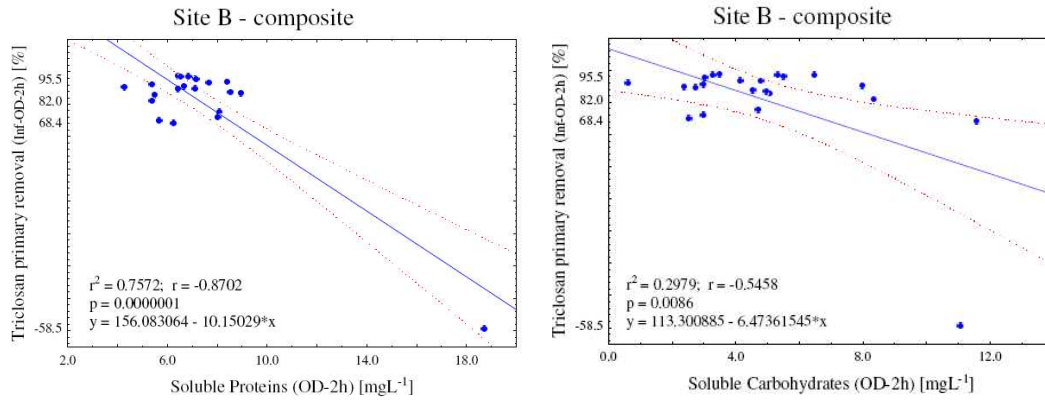 Site B - composite
Triclosan primary removal (Inf-OD-2h) [%]
95.5
82.0
68.4
-58.5
r² = 0.7572; r = -0.8702
p = 0.0000001
y = 156.083064 - 10.15029*x
2.0 6.0 10.0 14.0 18.0
Soluble Proteins (OD-2h) [mgL⁻¹]
Site B - composite
Triclosan primary removal (Inf-OD-2h) [%]
95.5
82.0
68.4
-58.5
r² = 0.2979; r = -0.5458
p = 0.0086
y = 113.300885 - 6.47361545*x
0.0 4.0 8.0 12.0
Soluble Carbohydrates (OD-2h) [mgL⁻¹]